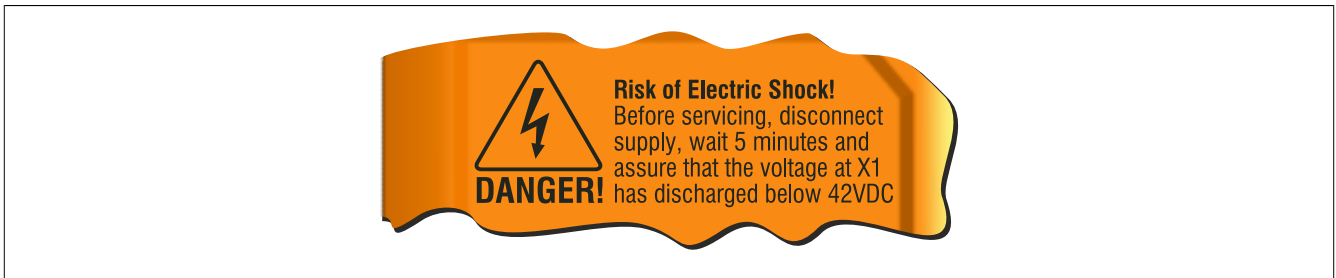 Risk of Electric Shock!
Before servicing, disconnect
supply, wait 5 minutes and
assure that the voltage at X1
has discharged below 42VDC
DANGER!